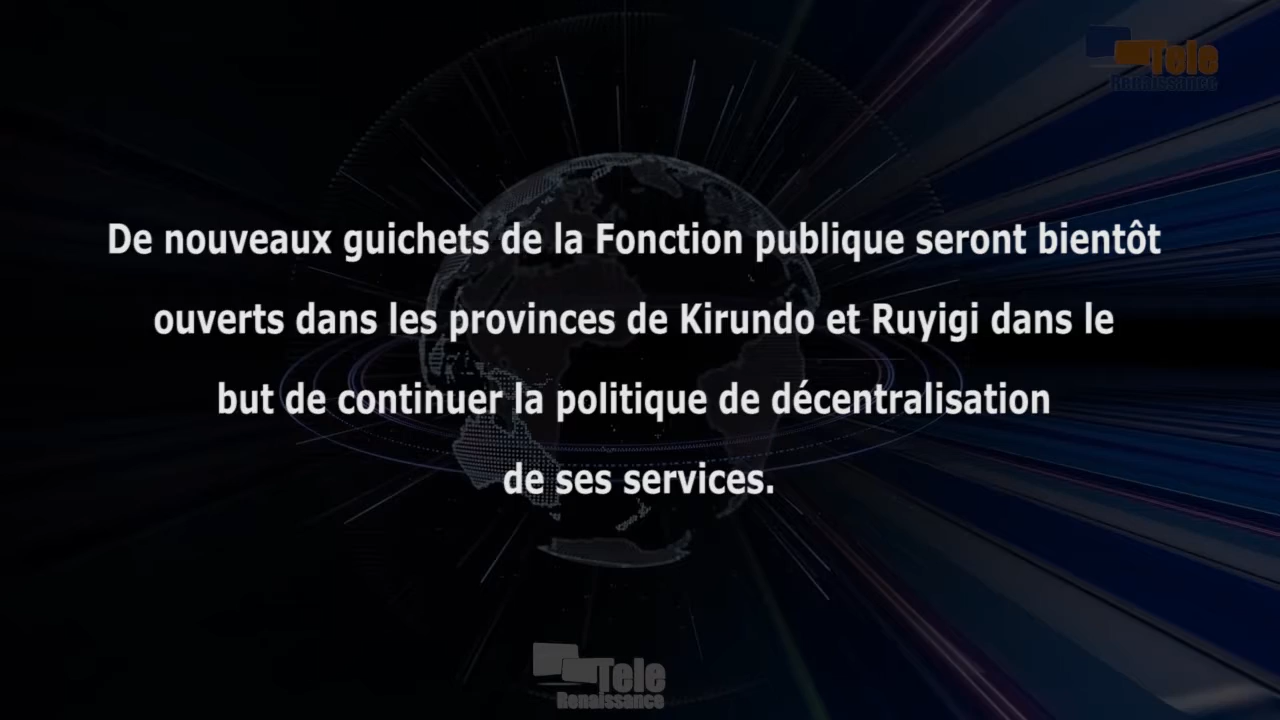 Tele
Renaissance
De nouveaux guichets de la Fonction publique seront bientôt
ouverts dans les provinces de Kirundo et Ruyigi dans le
but de continuer la politique de décentralisation
de ses services.
Tele
Renaissance